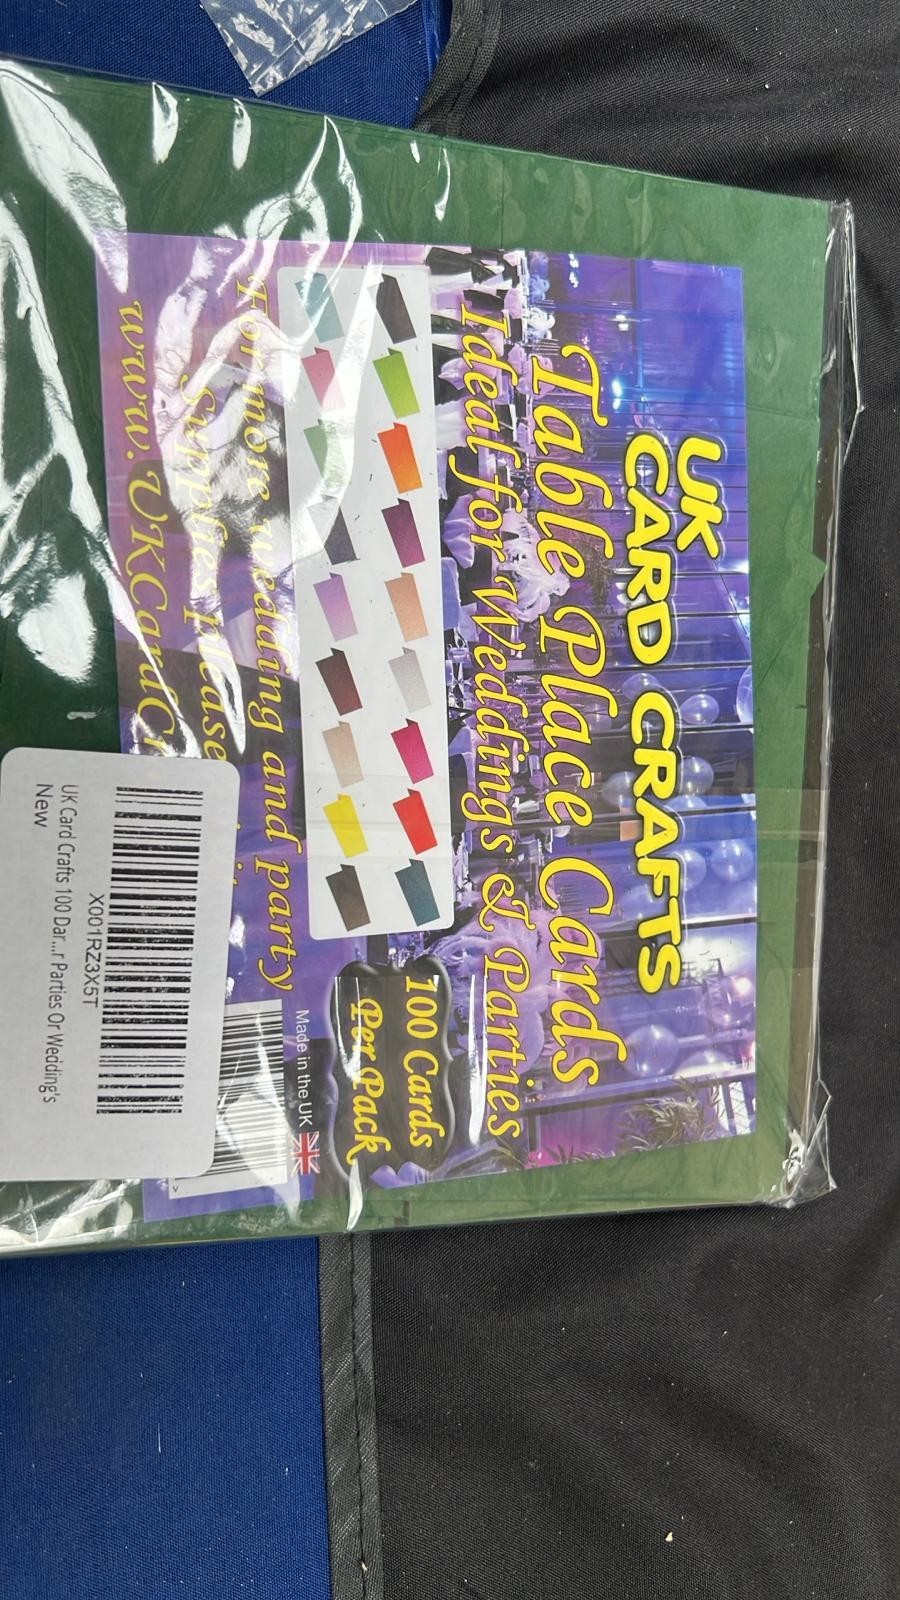 UK
CARD CRAFTS
Table Place Cards
Ideal for Weddings & Parties
100 Cards
Per Pack
Made in the UK
For more wedding and party
supplies please
www.UKCardCr
X001RZ3X5T
UK Card Crafts 100 Dar...r Parties Or Wedding's
New